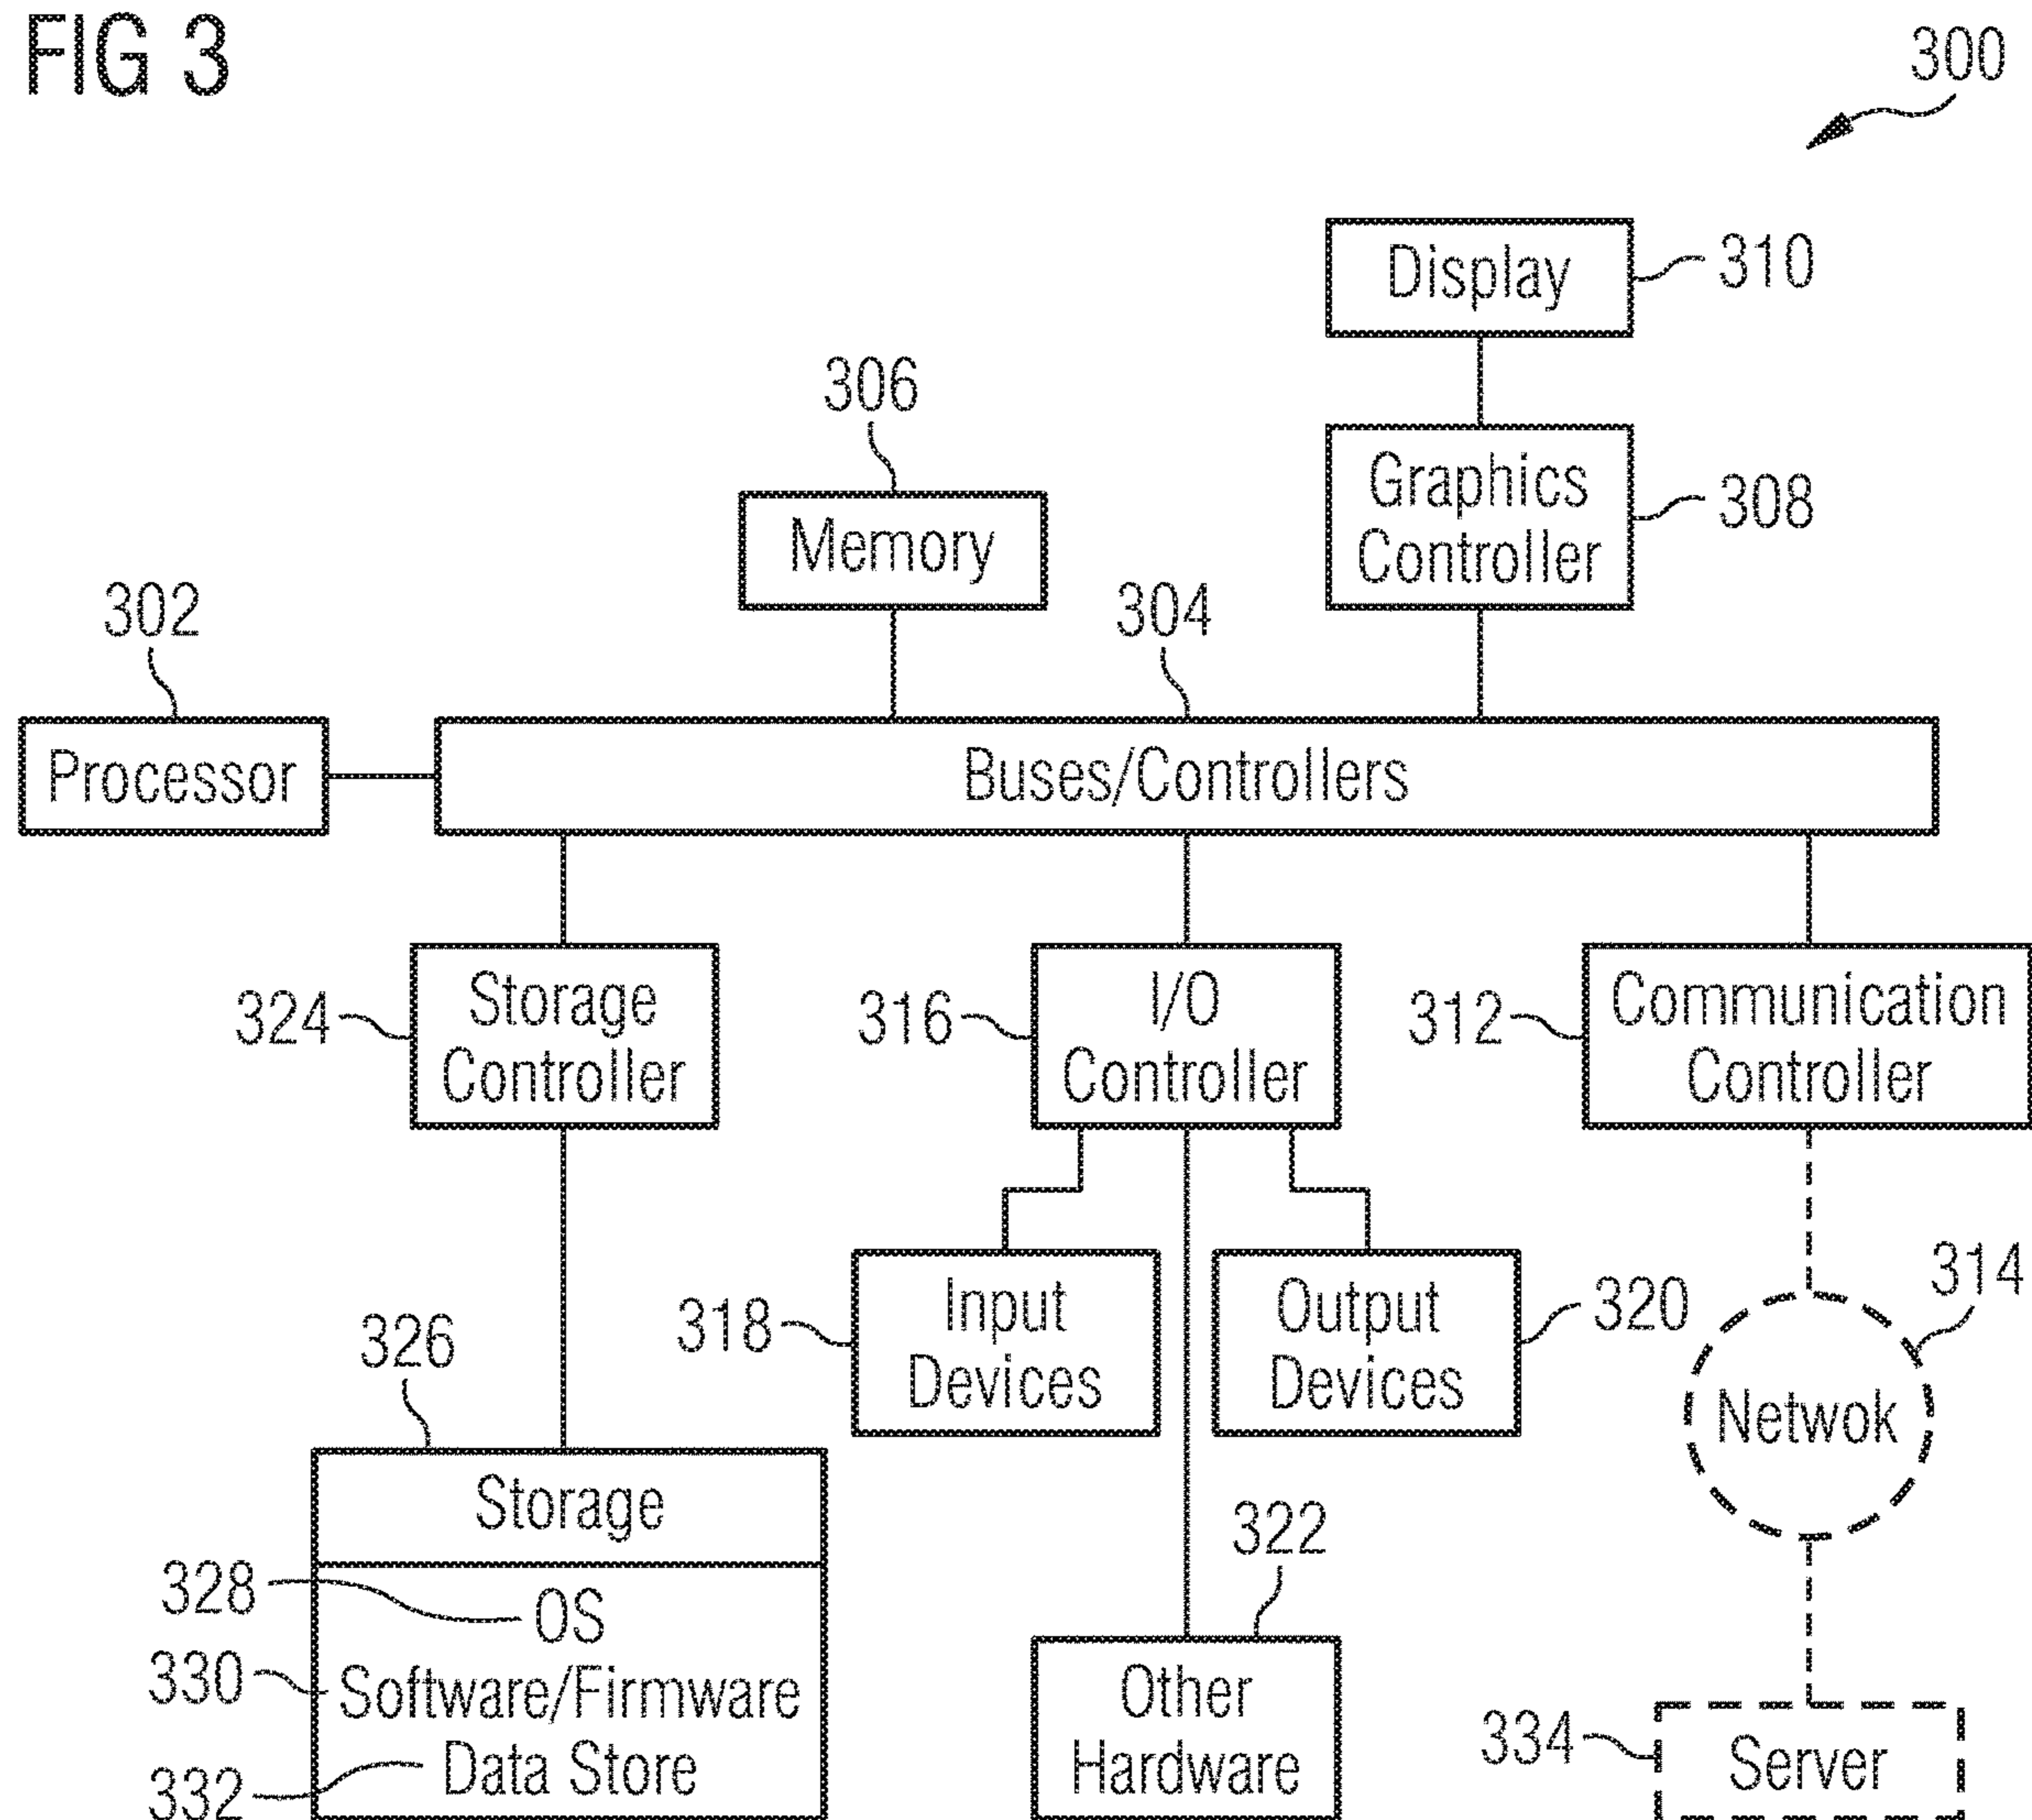 FIG 3
300
Display
310
306
Graphics
Controller
308
Memory
302
304
Processor
Buses/Controllers
324
Storage
Controller
316
I/O
Controller
312
Communication
Controller
314
318
Input
Devices
Output
Devices
320
326
Netwok
Storage
322
328
OS
330
Software/Firmware
Other
Hardware
334
Server
332
Data Store